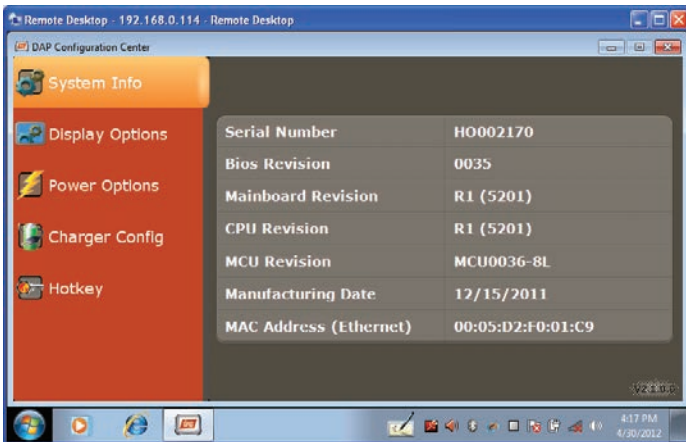 Remote Desktop - 192.168.0.114 - Remote Desktop
DAP Configuration Center
System Info
Display Options
Power Options
Charger Config
Hotkey
Serial Number HO002170
Bios Revision 0035
Mainboard Revision R1 (5201)
CPU Revision R1 (5201)
MCU Revision MCU0036-8L
Manufacturing Date 12/15/2011
MAC Address (Ethernet) 00:05:D2:F0:01:C9
4:17 PM
4/30/2012